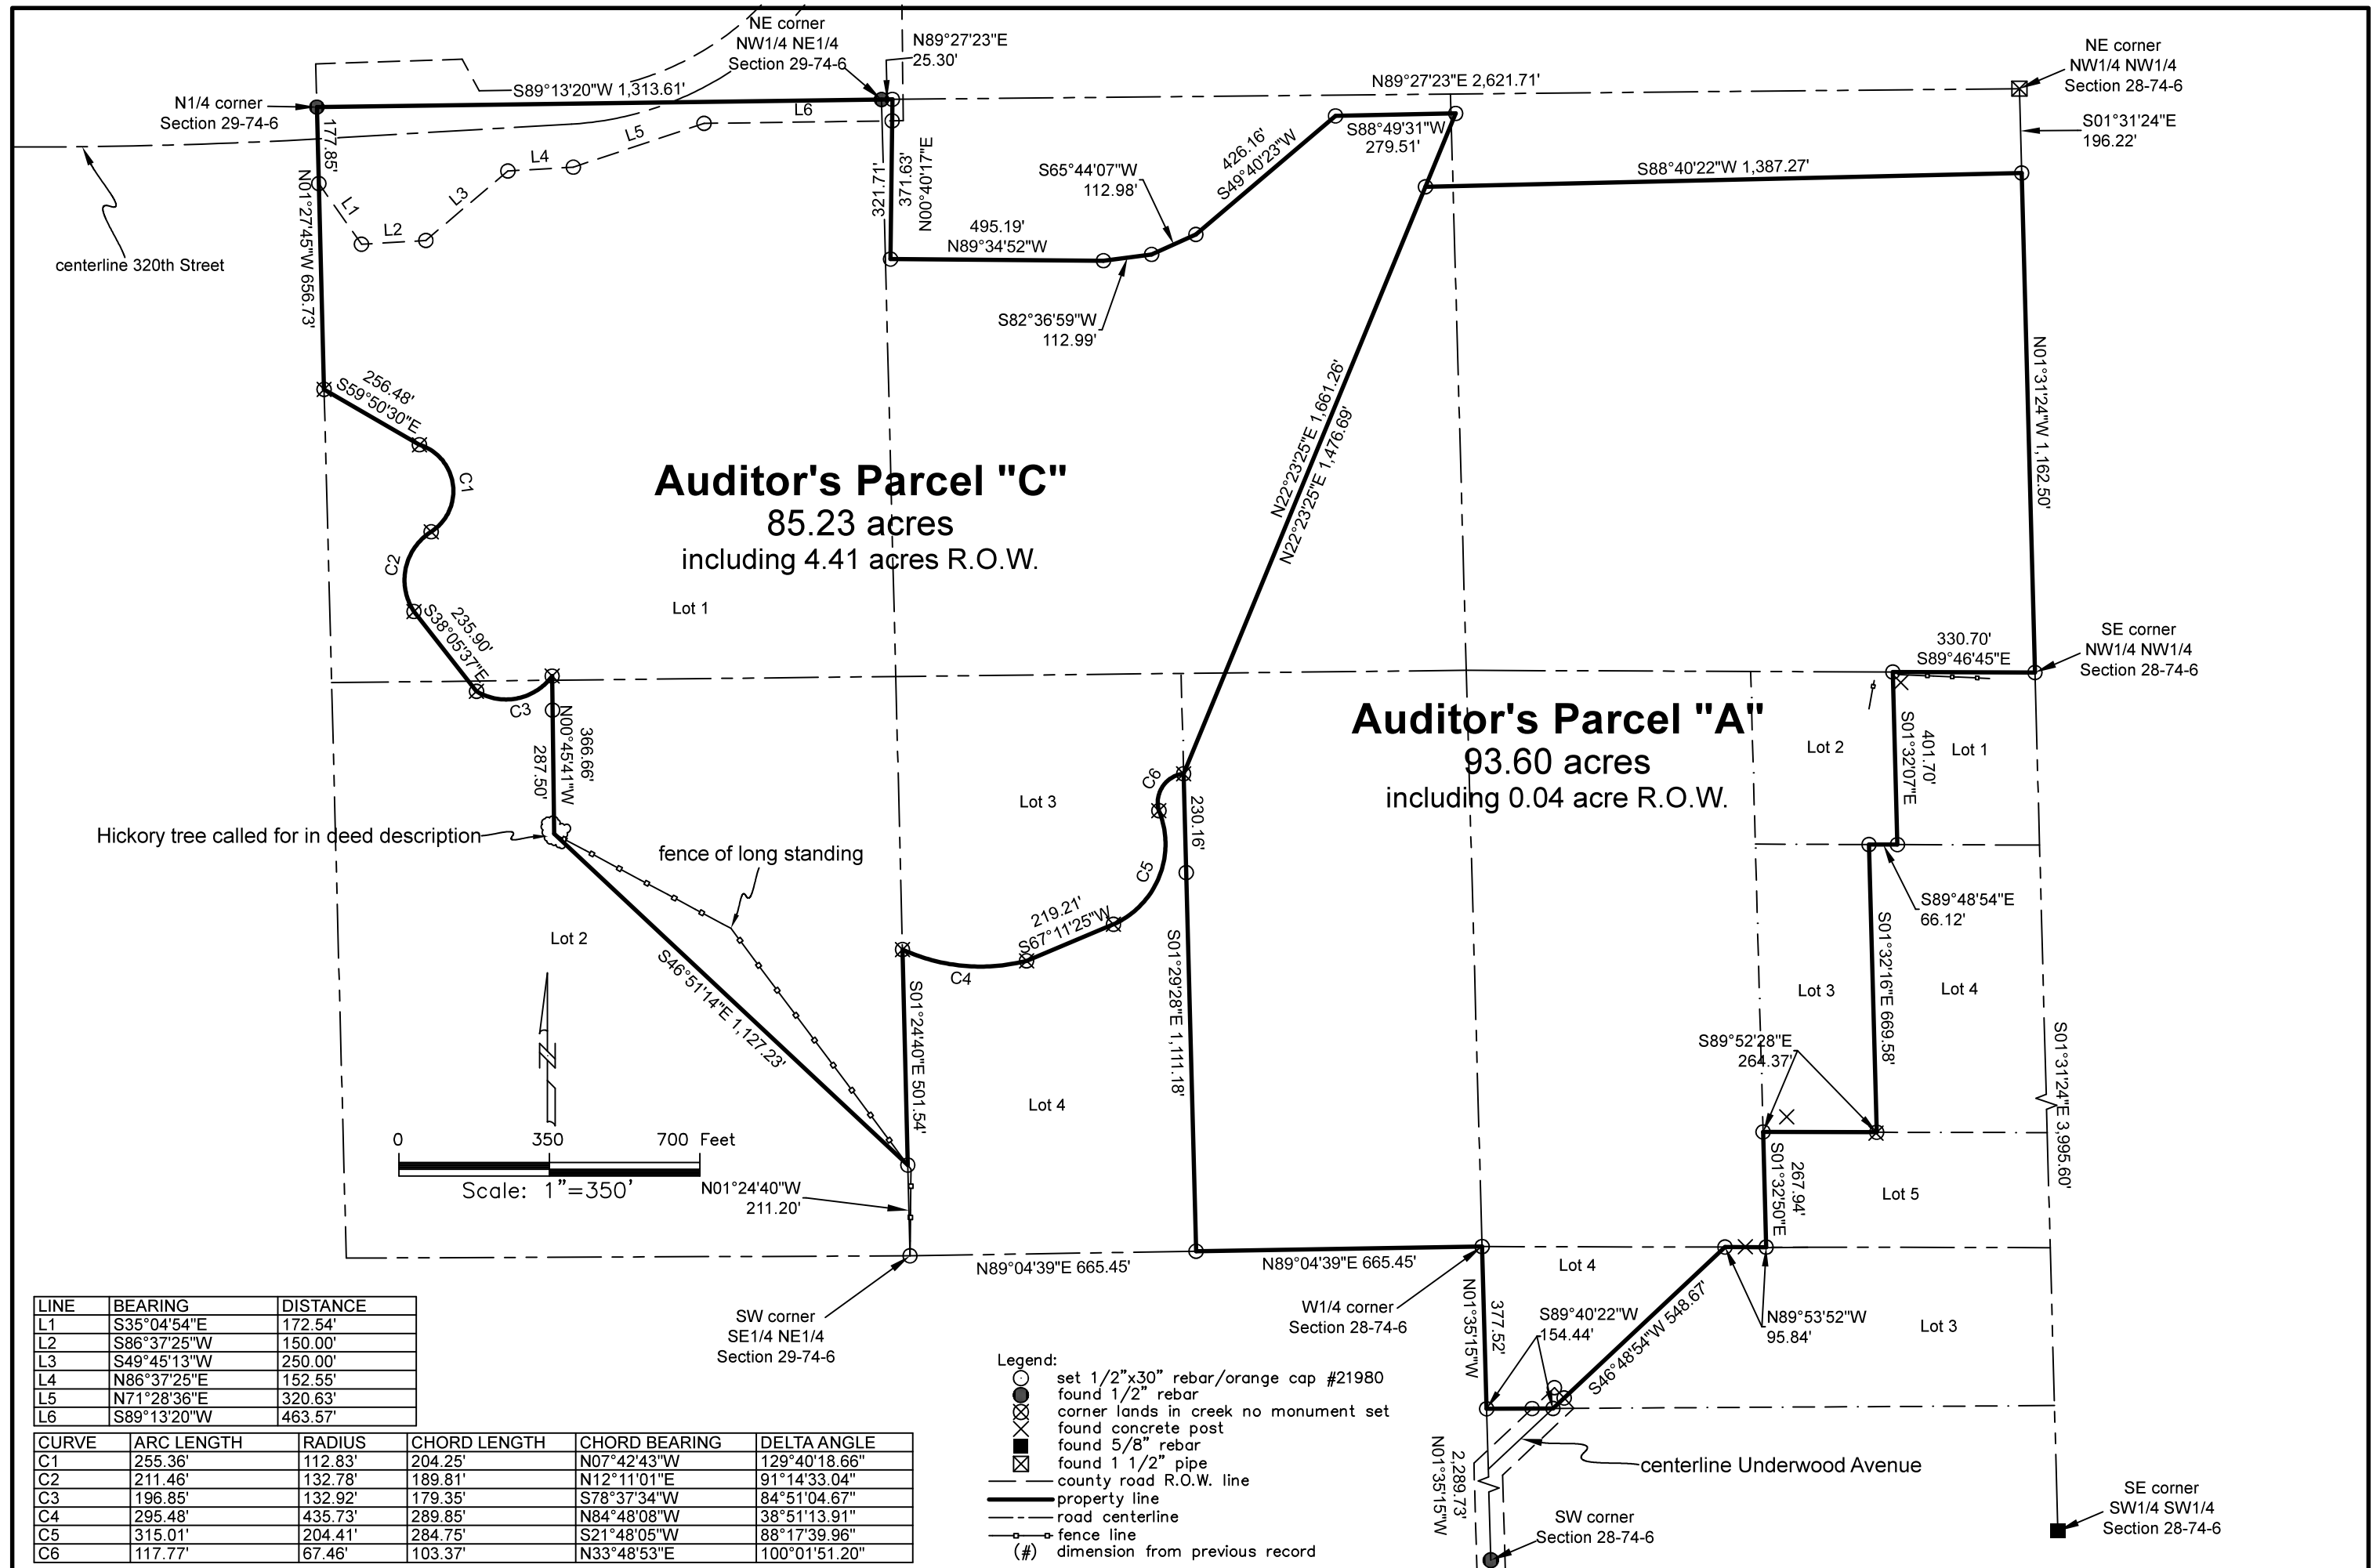 NE corner
NW1/4 NE1/4
Section 29-74-6
N89°27'23"E
25.30'
NE corner
NW1/4 NW1/4
Section 28-74-6
N1/4 corner
Section 29-74-6
S89°13'20"W 1,313.61'
L6
N89°27'23"E 2,621.71'
S01°31'24"E
196.22'
177.85'
L5
L4
L3
L1
L2
N01°27'45"W 656.73'
321.71'
371.63'
N00°40'17"E
426.16'
S49°40'23"W
S88°49'31"W
279.51'
S65°44'07"W
112.98'
S88°40'22"W 1,387.27'
495.19'
N89°34'52"W
centerline 320th Street
S82°36'59"W
112.99'
256.48'
S59°50'30"E
N22°23'25"E 1,661.26'
N22°23'25"E 1,476.69'
N01°31'24"W 1,162.50'
C1
Auditor's Parcel "C"
85.23 acres
including 4.41 acres R.O.W.
C2
Lot 1
235.90'
S38°05'37"E
C3
330.70'
S89°46'45"E
SE corner
NW1/4 NW1/4
Section 28-74-6
366.66'
N00°45'41"W
287.50'
Auditor's Parcel "A"
93.60 acres
including 0.04 acre R.O.W.
Lot 2
401.70'
S01°32'07"E
Lot 1
C6
Lot 3
230.16'
Hickory tree called for in deed description
fence of long standing
C5
219.21'
S67°11'25"W
S89°48'54"E
66.12'
Lot 2
S46°51'14"E 1,127.23'
C4
S01°24'40"E 501.54'
S01°29'28"E 1,111.18'
S01°32'16"E 669.58'
Lot 3
Lot 4
S89°52'28"E
264.37'
S01°31'24"E 3,995.60'
Lot 4
0 350 700 Feet
Scale: 1"=350'
N01°24'40"W
211.20'
267.94'
S01°32'50"E
Lot 5
N89°04'39"E 665.45'
N89°04'39"E 665.45'
Lot 4
SW corner
SE1/4 NE1/4
Section 29-74-6
W1/4 corner
Section 28-74-6
377.52'
N01°35'15"W
S89°40'22"W
154.44'
S46°48'54"W 548.67'
N89°53'52"W
95.84'
Lot 3
LINE BEARING DISTANCE
L1 S35°04'54"E 172.54'
L2 S86°37'25"W 150.00'
L3 S49°45'13"W 250.00'
L4 N86°37'25"E 152.55'
L5 N71°28'36"E 320.63'
L6 S89°13'20"W 463.57'
CURVE ARC LENGTH RADIUS CHORD LENGTH CHORD BEARING DELTA ANGLE
C1 255.36' 112.83' 204.25' N07°42'43"W 129°40'18.66"
C2 211.46' 132.78' 189.81' N12°11'01"E 91°14'33.04"
C3 196.85' 132.92' 179.35' S78°37'34"W 84°51'04.67"
C4 295.48' 435.73' 289.85' N84°48'08"W 38°51'13.91"
C5 315.01' 204.41' 284.75' S21°48'05"W 88°17'39.96"
C6 117.77' 67.46' 103.37' N33°48'53"E 100°01'51.20"
Legend:
set 1/2"x30" rebar/orange cap #21980
found 1/2" rebar
corner lands in creek no monument set
found concrete post
found 5/8" rebar
found 1 1/2" pipe
county road R.O.W. line
property line
road centerline
fence line
(#) dimension from previous record
2,289.73'
N01°35'15"W
centerline Underwood Avenue
SW corner
Section 28-74-6
SE corner
SW1/4 SW1/4
Section 28-74-6